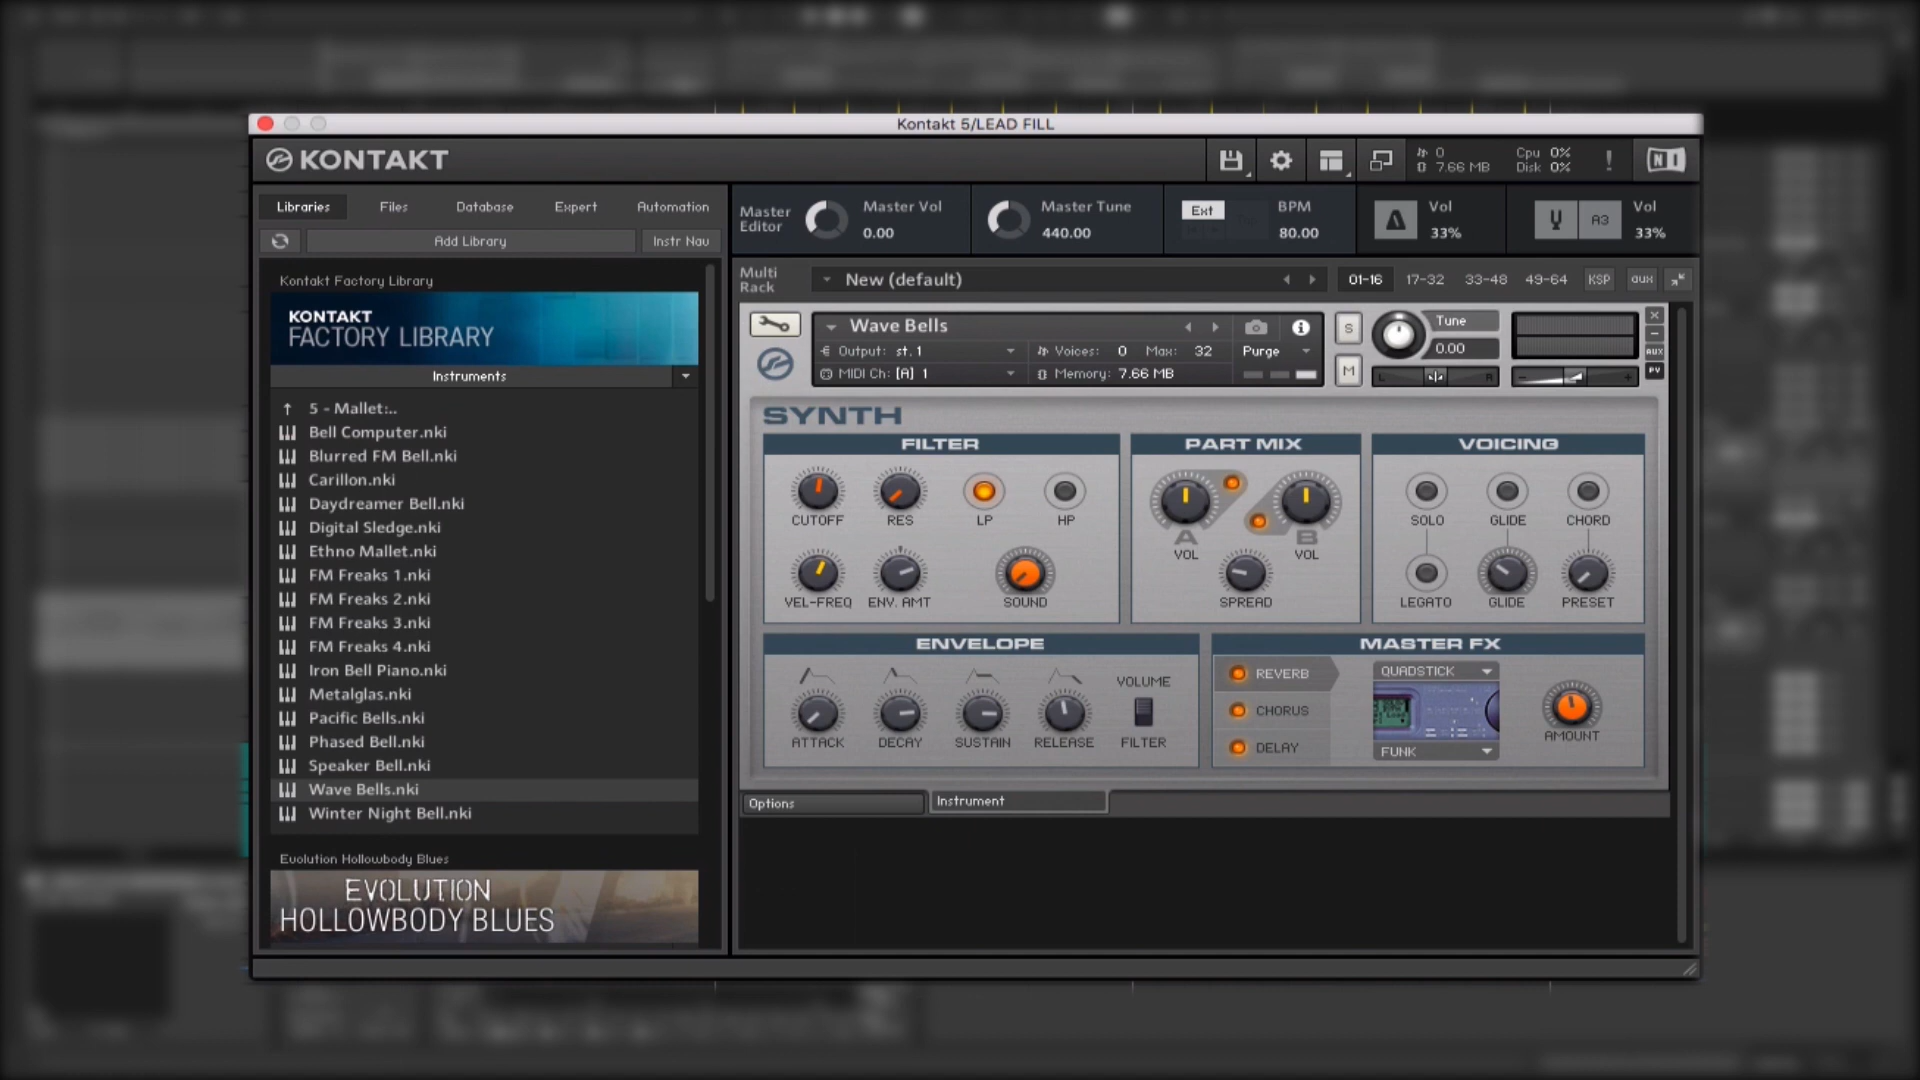 Kontakt 5/LEAD FILL
KONTAKT
0
7.66 MB
Cpu 0%
Disk 0%
!
NI
Libraries Files Database Expert Automation
Add Library Instr Nav
Master Editor
Master Vol
0.00
Master Tune
440.00
Ext
BPM
80.00
Vol
33%
A3
Vol
33%
Kontakt Factory Library
KONTAKT
FACTORY LIBRARY
Instruments
5 - Mallet:..
Bell Computer.nki
Blurred FM Bell.nki
Carillon.nki
Daydreamer Bell.nki
Digital Sledge.nki
Ethno Mallet.nki
FM Freaks 1.nki
FM Freaks 2.nki
FM Freaks 3.nki
FM Freaks 4.nki
Iron Bell Piano.nki
Metalglas.nki
Pacific Bells.nki
Phased Bell.nki
Speaker Bell.nki
Wave Bells.nki
Winter Night Bell.nki
Evolution Hollowbody Blues
EVOLUTION
HOLLOWBODY BLUES
Multi Rack
New (default)
01-16 17-32 33-48 49-64 KSP aux
Wave Bells
Output: st. 1 Voices: 0 Max: 32 Purge
MIDI Ch: [A] 1 Memory: 7.66 MB
S
M
Tune
0.00
L R
- +
AUX
PV
SYNTH
FILTER
CUTOFF RES LP HP
VEL-FREQ ENV. AMT SOUND
PART MIX
A B
VOL VOL
SPREAD
VOICING
SOLO GLIDE CHORD
LEGATO GLIDE PRESET
ENVELOPE
ATTACK DECAY SUSTAIN RELEASE
VOLUME
FILTER
MASTER FX
REVERB
CHORUS
DELAY
QUADSTICK
FUNK
AMOUNT
Options Instrument